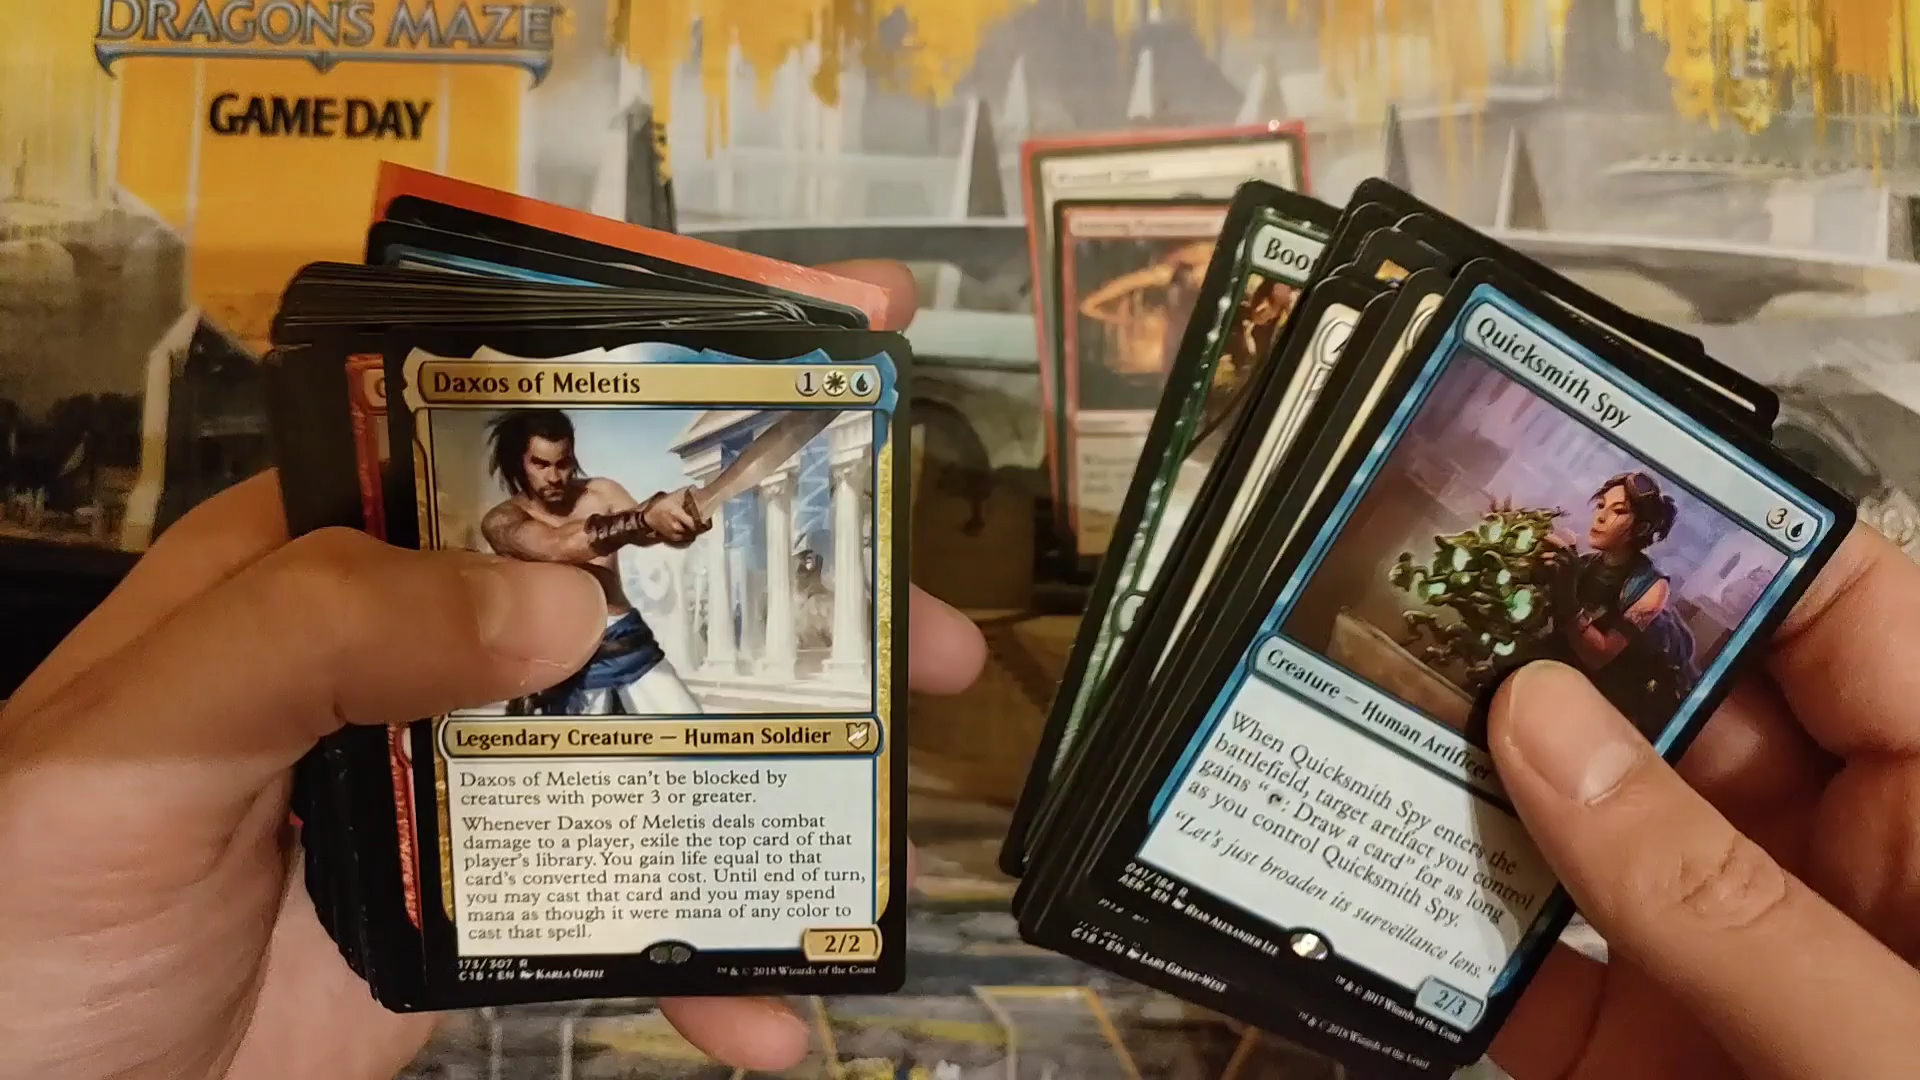 DRAGON'S MAZE
GAME DAY
Daxos of Meletis 1
Legendary Creature — Human Soldier
Daxos of Meletis can't be blocked by
creatures with power 3 or greater.
Whenever Daxos of Meletis deals combat
damage to a player, exile the top card of that
player's library. You gain life equal to that
card's converted mana cost. Until end of turn,
you may cast that card and you may spend
mana as though it were mana of any color to
cast that spell.
2/2
173/307 R
C18 • EN Karla Ortiz
™ & © 2018 Wizards of the Coast
Boo
Quicksmith Spy
3
Creature — Human Artificer
When Quicksmith Spy enters the
battlefield, target artifact you control
gains ": Draw a card" for as long
as you control Quicksmith Spy.
"Let's just broaden its surveillance lens."
2/3
041/184 R
AER • EN Ryan Alexander Lee
™ & © 2017 Wizards of the Coast
C18 • EN Lars Grant-West
™ & © 2018 Wizards of the Coast